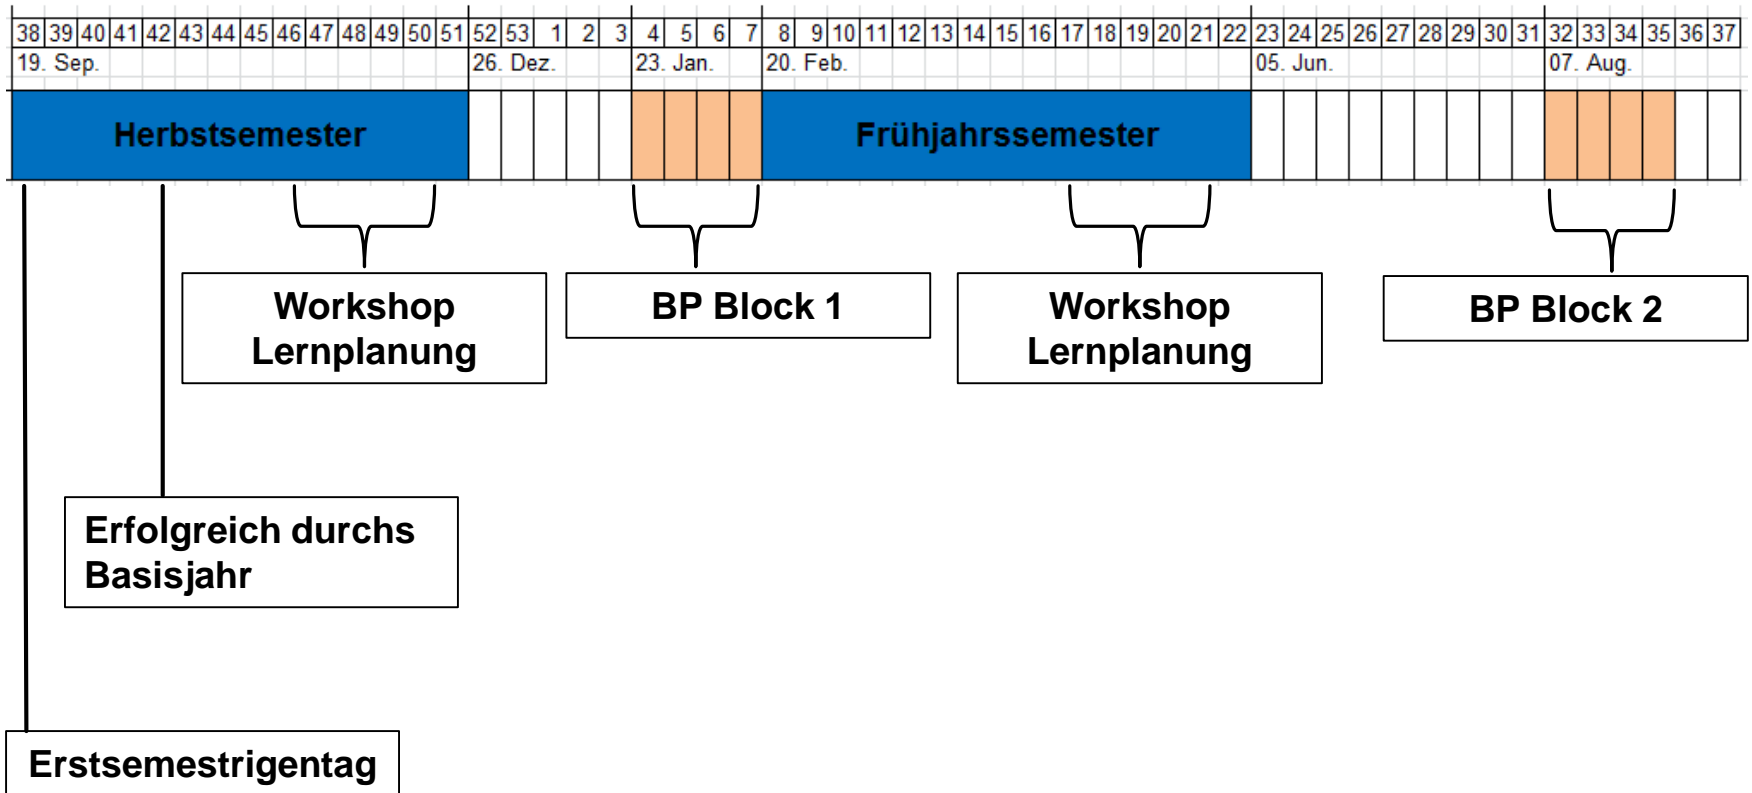 38 39 40 41 42 43 44 45 46 47 48 49 50 51 52 53 1 2 3 4 5 6 7 8 9 10 11 12 13 14 15 16 17 18 19 20 21 22 23 24 25 26 27 28 29 30 31 32 33 34 35 36 37
19. Sep. 26. Dez. 23. Jan. 20. Feb. 05. Jun. 07. Aug.
Herbstsemester Frühjahrssemester
Workshop
Lernplanung
BP Block 1
Workshop
Lernplanung
BP Block 2
Erfolgreich durchs
Basisjahr
Erstsemestrigentag